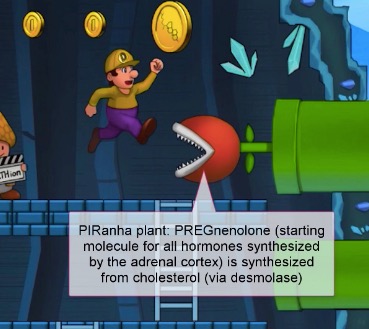 THion
PIRanha plant: PREGnenolone (starting
molecule for all hormones synthesized
by the adrenal cortex) is synthesized
from cholesterol (via desmolase)